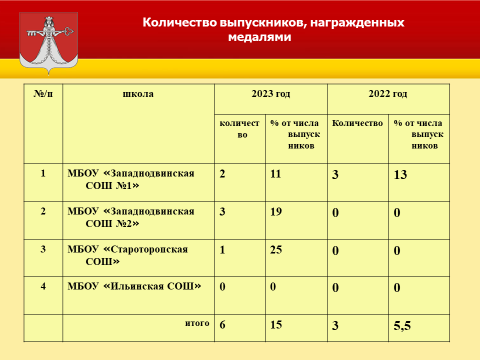 Количество выпускников, награжденных
медалями
№/п школа 2023 год 2022 год
количест
во
% от числа
выпуск
ников
Количество
% от числа
выпуск
ников
1 МБОУ «Западнодвинская
СОШ №1» 2 11 3 13
2 МБОУ «Западнодвинская
СОШ №2» 3 19 0 0
3 МБОУ «Староторопская
СОШ» 1 25 0 0
4 МБОУ «Ильинская СОШ» 0 0 0 0
итого 6 15 3 5,5